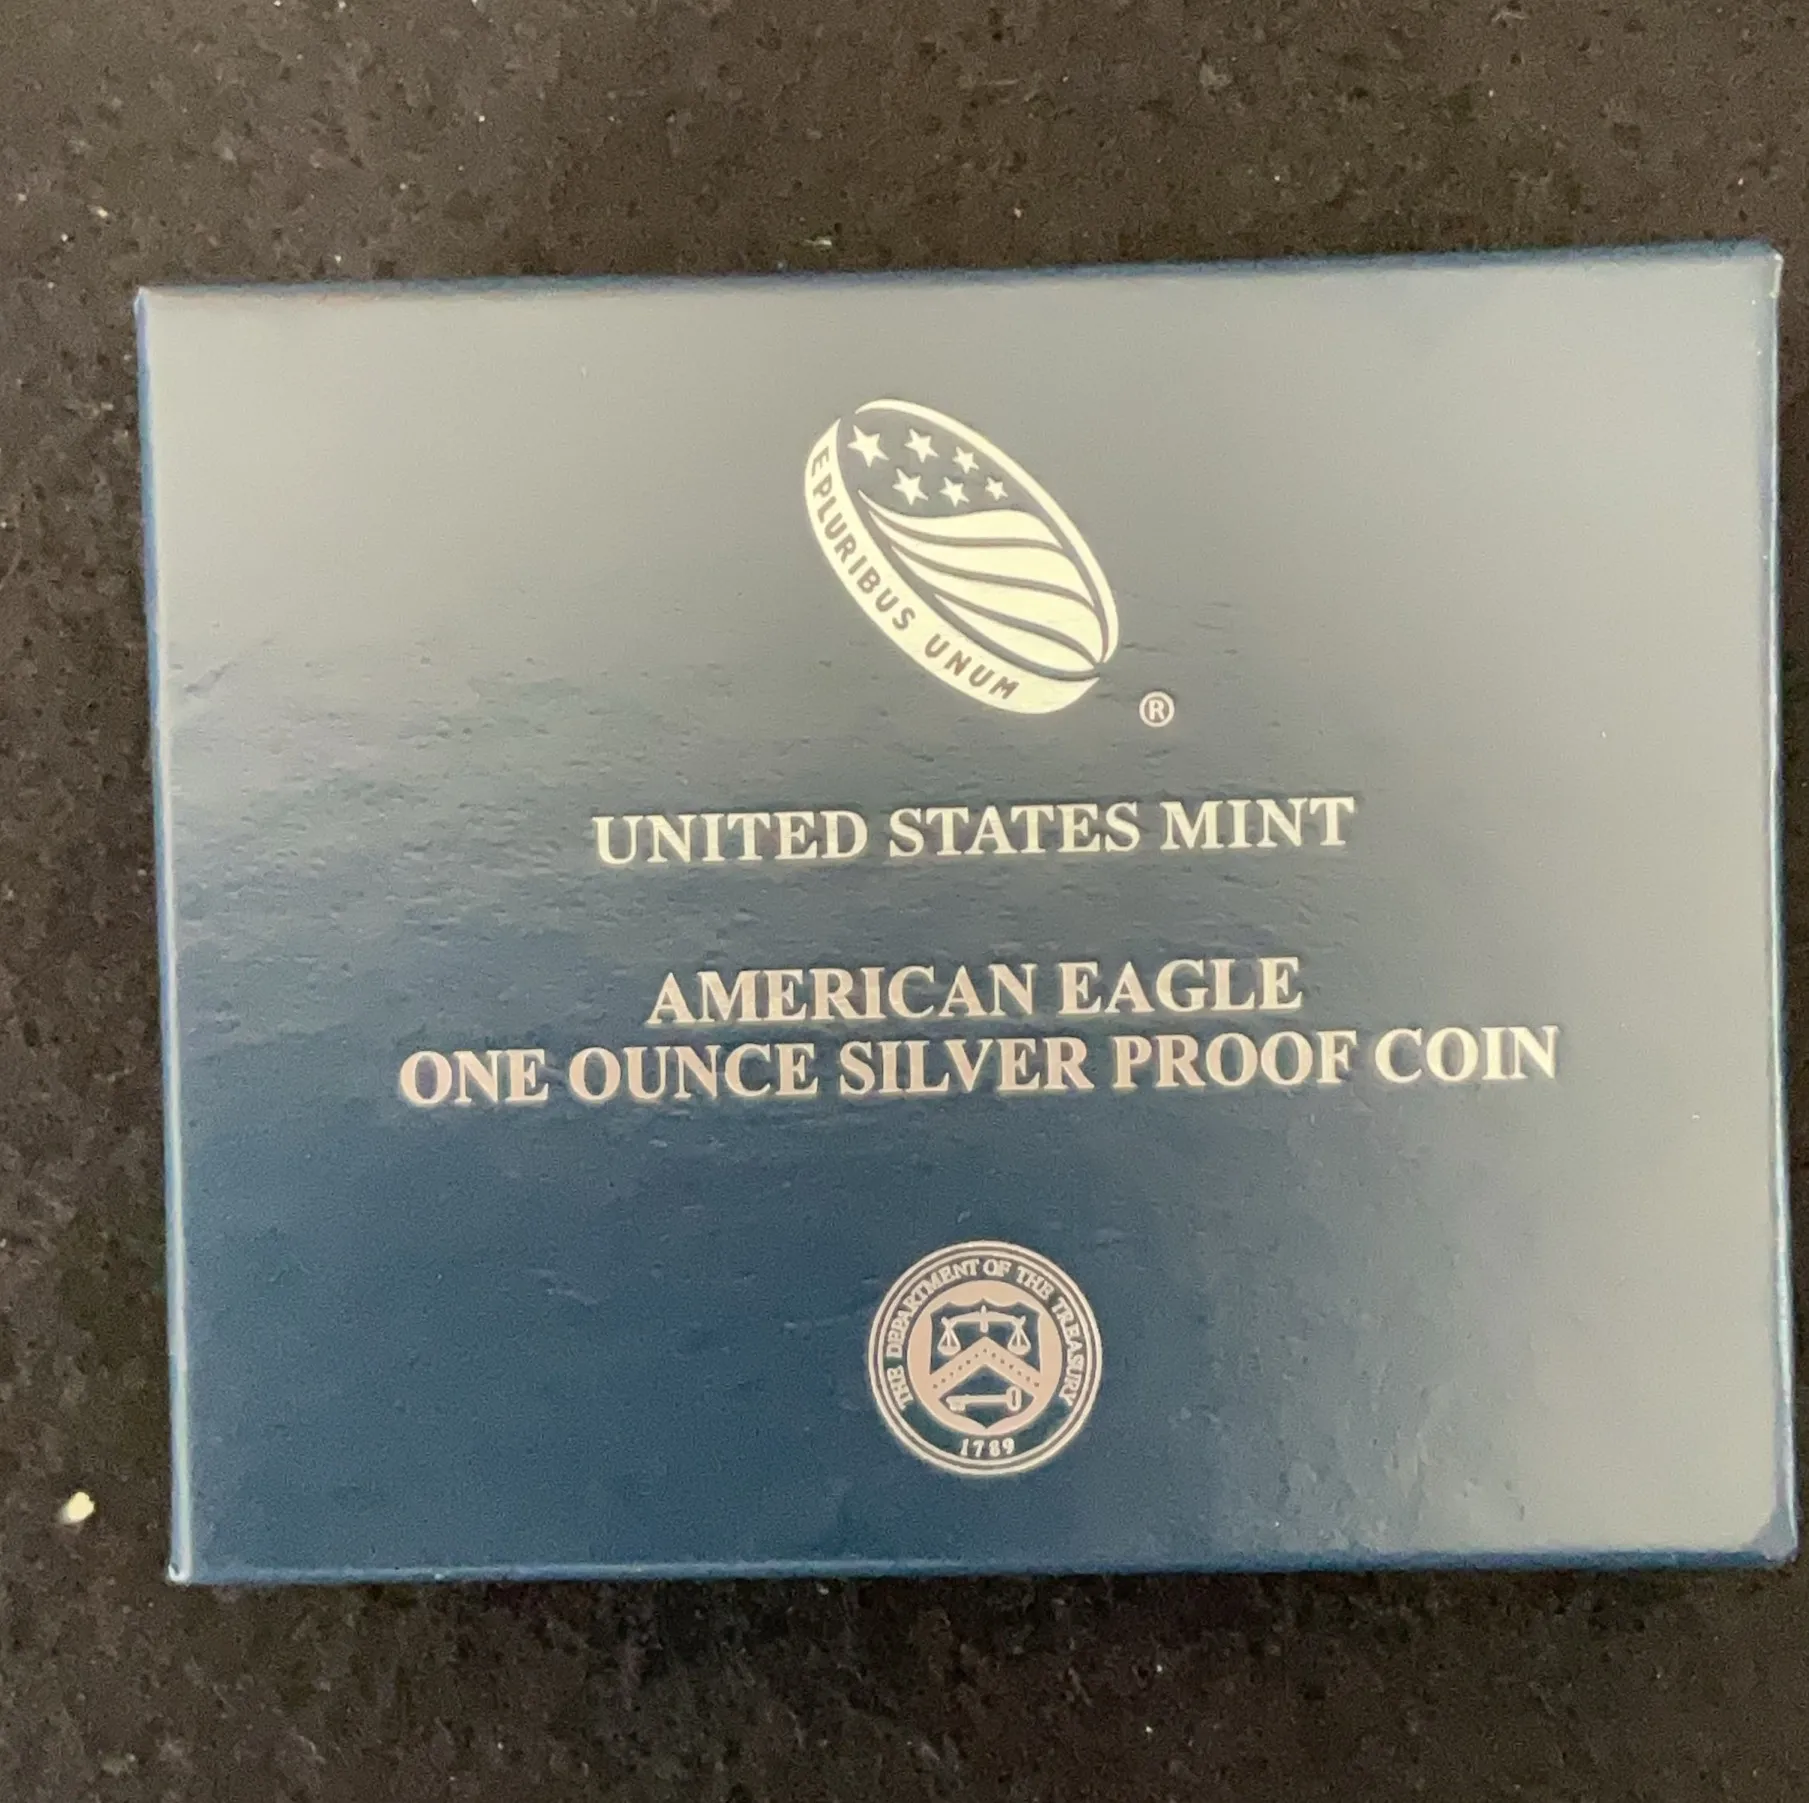 E PLURIBUS UNUM
®
UNITED STATES MINT
AMERICAN EAGLE
ONE OUNCE SILVER PROOF COIN
THE DEPARTMENT OF THE TREASURY
1789